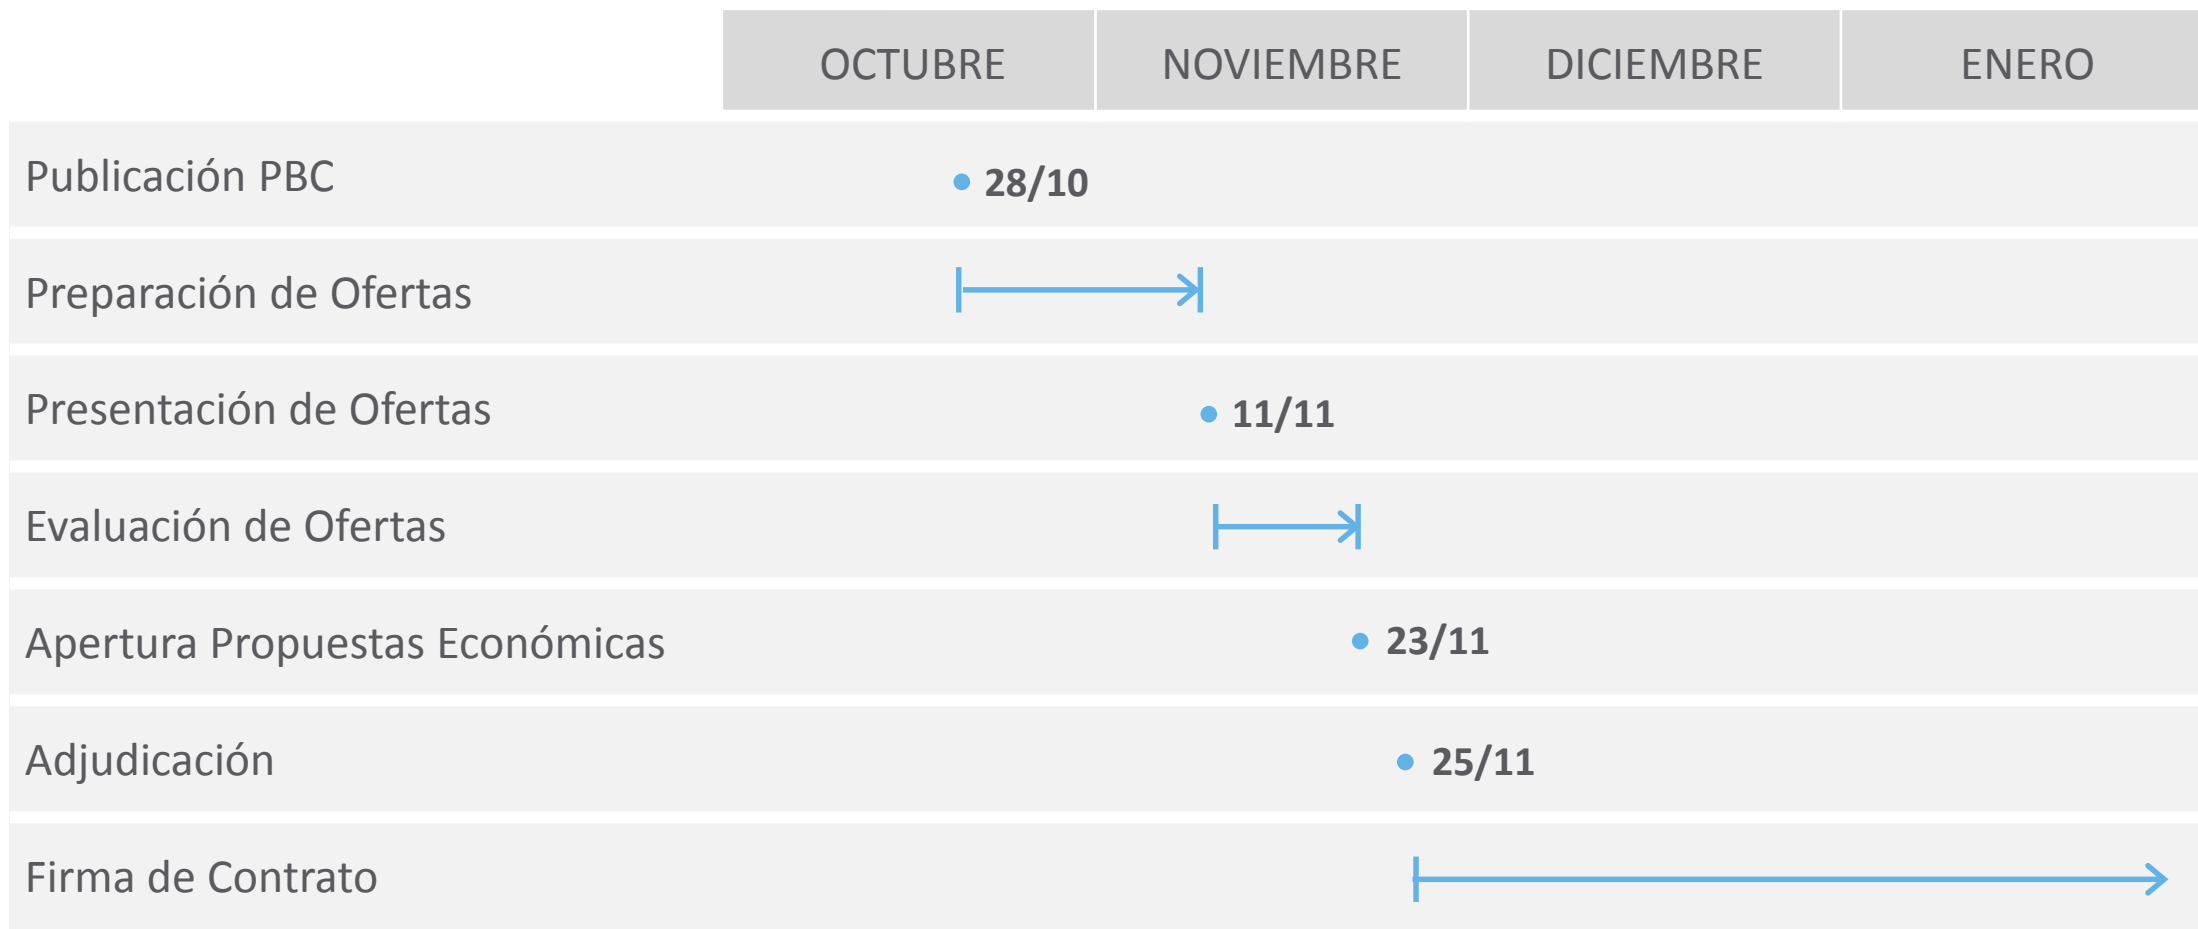 OCTUBRE NOVIEMBRE DICIEMBRE ENERO
Publicación PBC 28/10
Preparación de Ofertas
Presentación de Ofertas 11/11
Evaluación de Ofertas
Apertura Propuestas Económicas 23/11
Adjudicación 25/11
Firma de Contrato